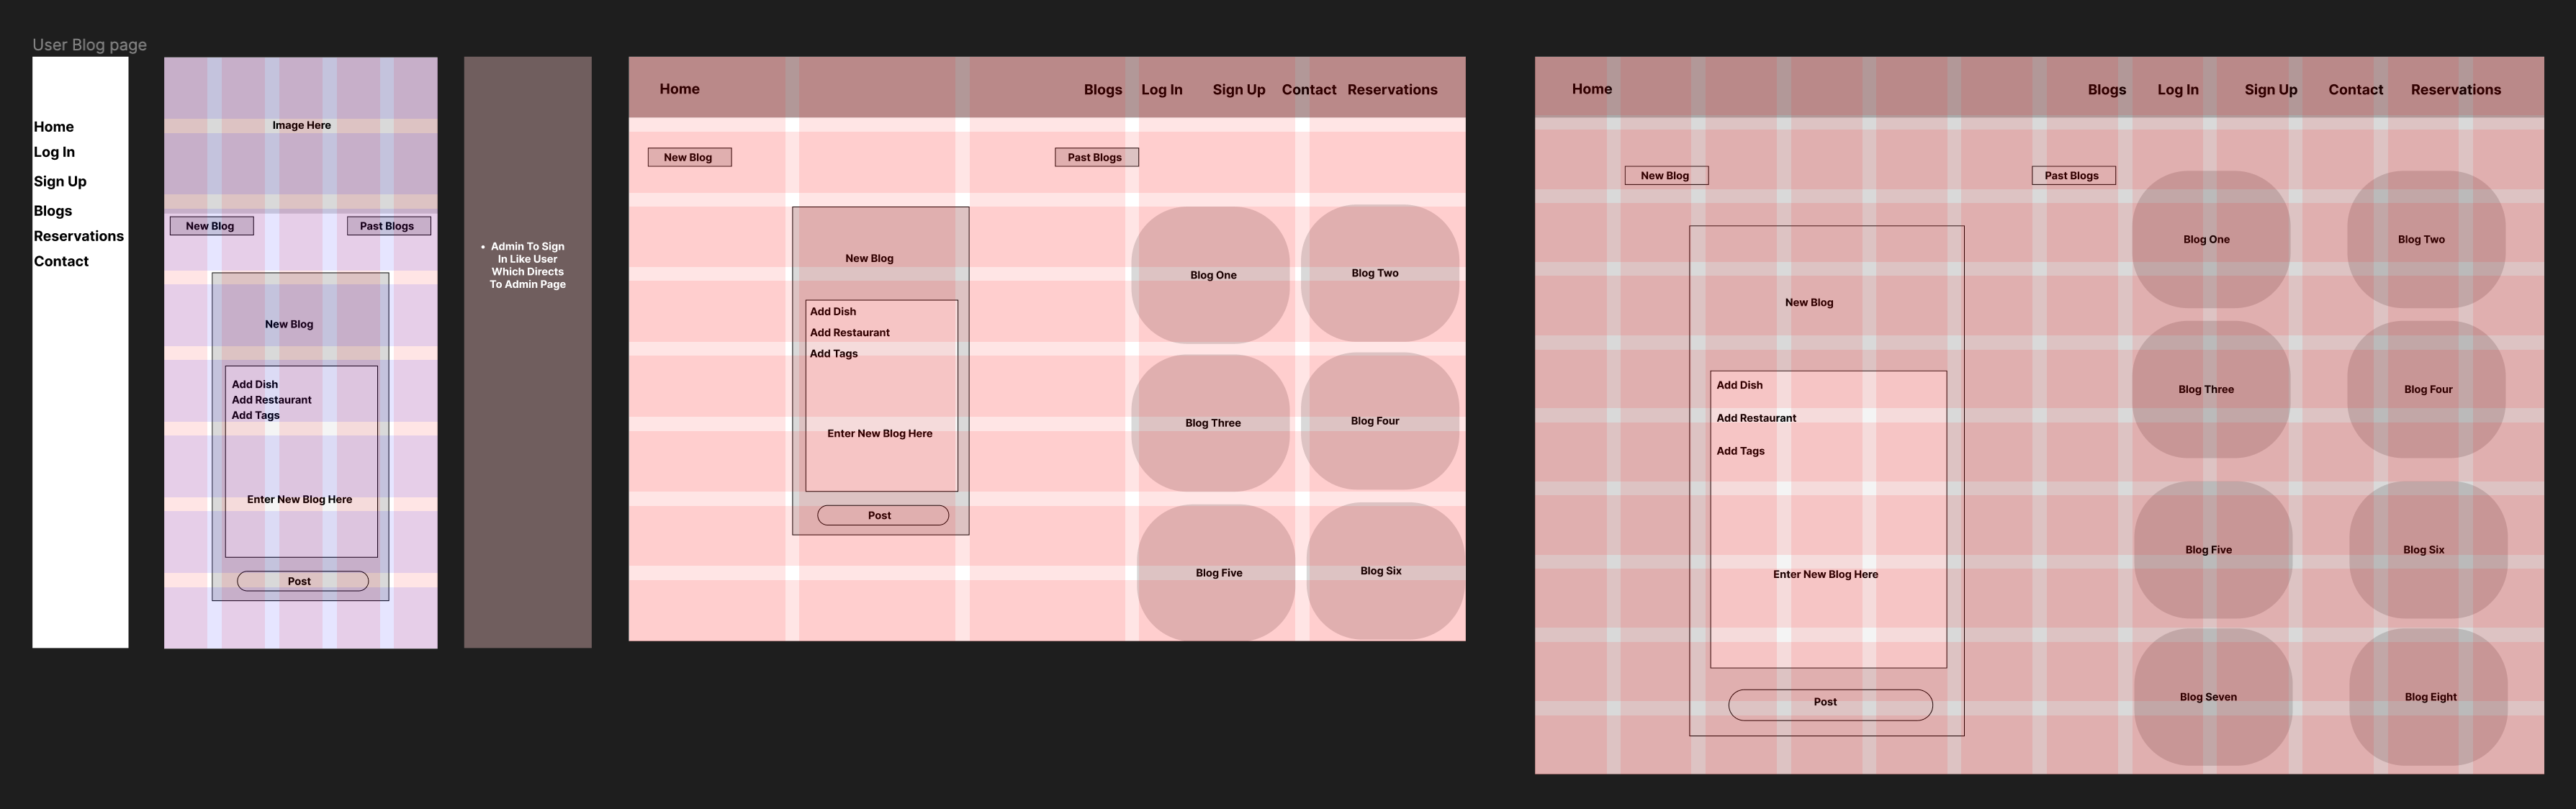 User Blog page
Home
Log In
Sign Up
Blogs
Reservations
Contact
Image Here
New Blog
Past Blogs
New Blog
Add Dish
Add Restaurant
Add Tags
Enter New Blog Here
Post
• Admin To Sign
In Like User
Which Directs
To Admin Page
Home Blogs Log In Sign Up Contact Reservations
New Blog
Past Blogs
New Blog
Add Dish
Add Restaurant
Add Tags
Enter New Blog Here
Post
Blog One
Blog Two
Blog Three
Blog Four
Blog Five
Blog Six
Home Blogs Log In Sign Up Contact Reservations
New Blog
Past Blogs
New Blog
Add Dish
Add Restaurant
Add Tags
Enter New Blog Here
Post
Blog One
Blog Two
Blog Three
Blog Four
Blog Five
Blog Six
Blog Seven
Blog Eight